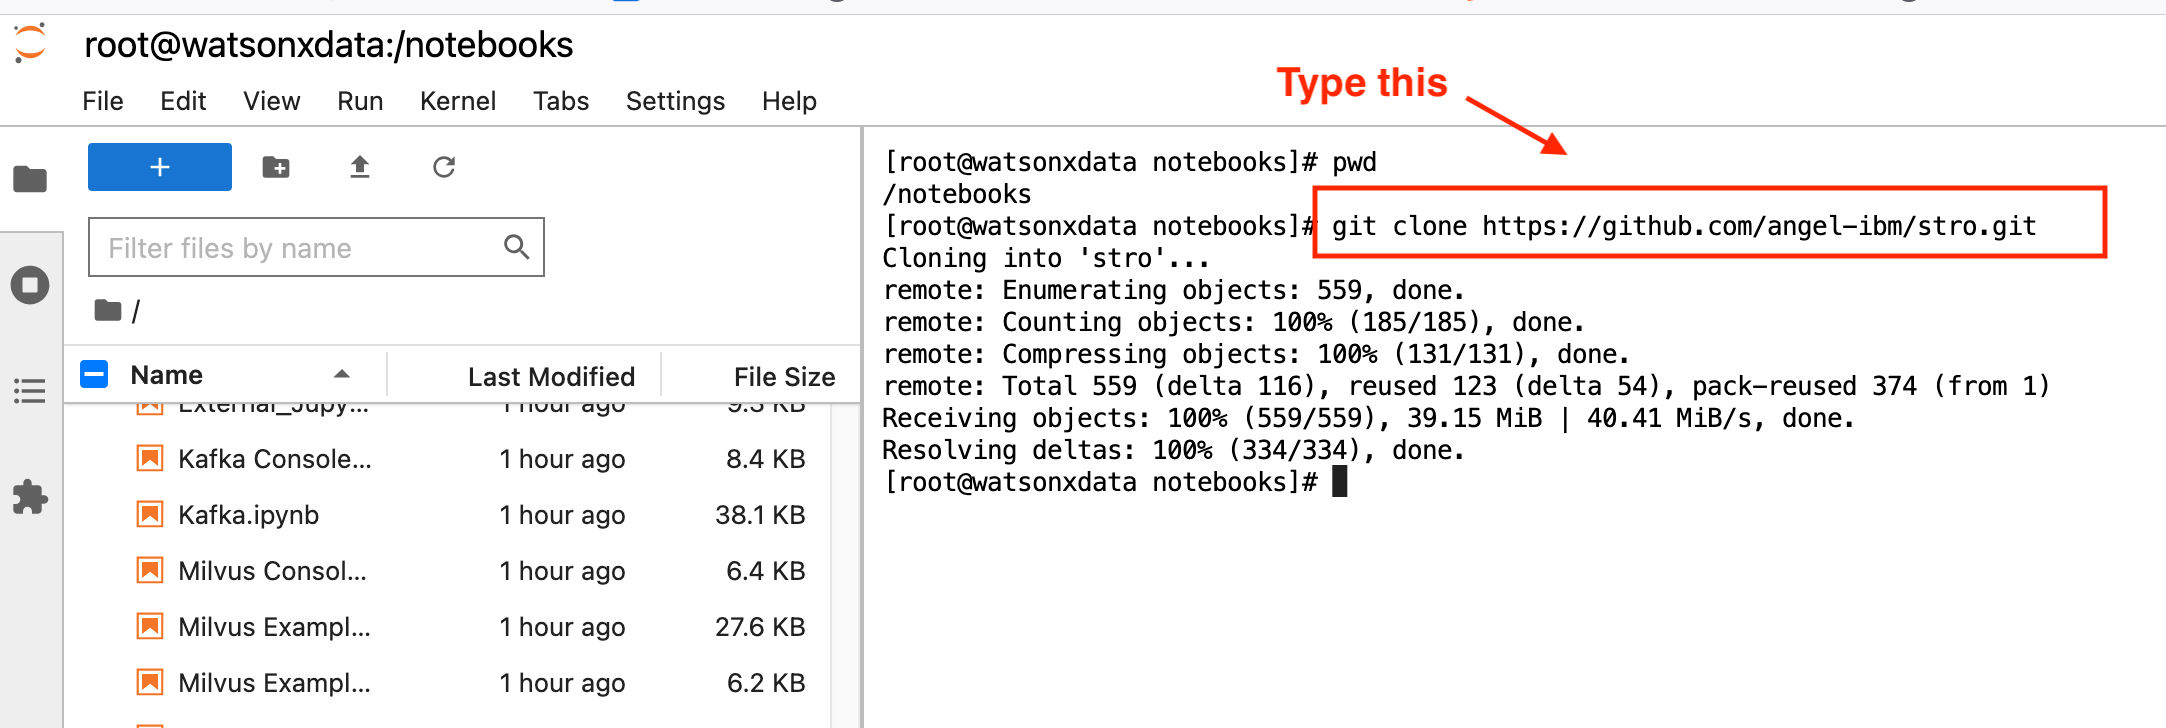 root@watsonxdata:/notebooks
File Edit View Run Kernel Tabs Settings Help
Type this
+
Filter files by name
/
Name Last Modified File Size
External_Jupy... 1 hour ago 9.3 KB
Kafka Console... 1 hour ago 8.4 KB
Kafka.ipynb 1 hour ago 38.1 KB
Milvus Consol... 1 hour ago 6.4 KB
Milvus Exampl... 1 hour ago 27.6 KB
Milvus Exampl... 1 hour ago 6.2 KB
[root@watsonxdata notebooks]# pwd
/notebooks
[root@watsonxdata notebooks]# git clone https://github.com/angel-ibm/stro.git
Cloning into 'stro'...
remote: Enumerating objects: 559, done.
remote: Counting objects: 100% (185/185), done.
remote: Compressing objects: 100% (131/131), done.
remote: Total 559 (delta 116), reused 123 (delta 54), pack-reused 374 (from 1)
Receiving objects: 100% (559/559), 39.15 MiB | 40.41 MiB/s, done.
Resolving deltas: 100% (334/334), done.
[root@watsonxdata notebooks]#